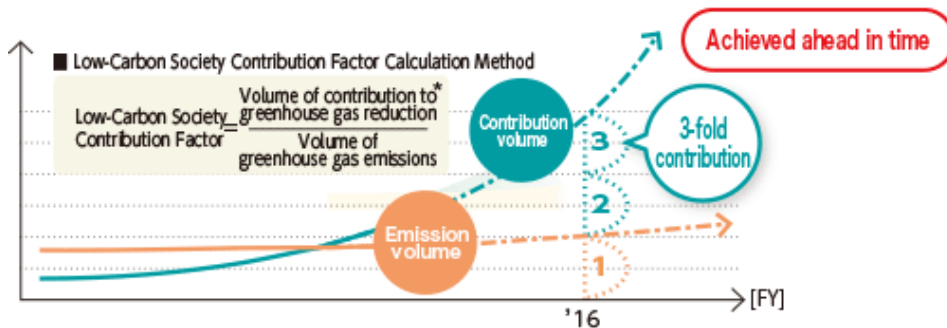 Achieved ahead in time
■ Low-Carbon Society Contribution Factor Calculation Method
Low-Carbon Society
Contribution Factor
=
Volume of contribution to*
greenhouse gas reduction
Volume of
greenhouse gas emissions
Contribution
volume
3-fold
contribution
3
2
1
Emission
volume
[FY]
'16